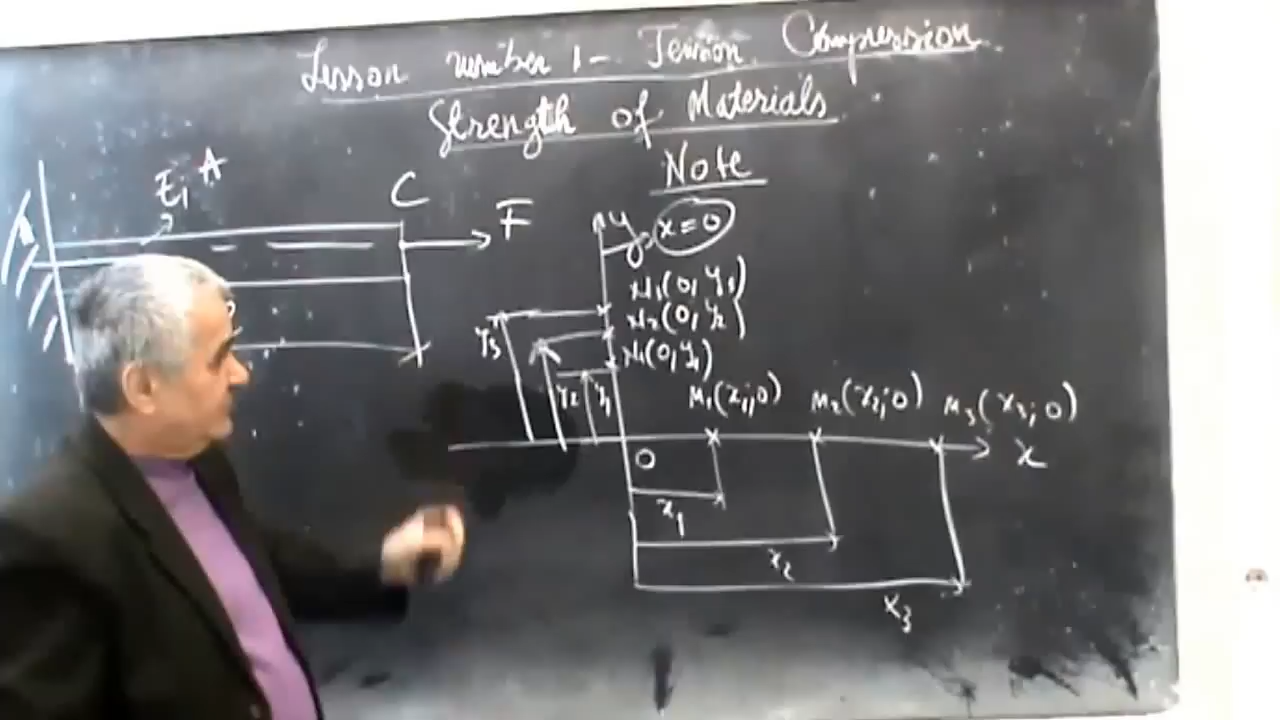 Lesson number 1 - Tension Compression
Strength of Materials
Note
E, A
C
F
y
x = 0
N3(0, y3)
N2(0, y2)
N1(0, y1)
y3
y2
y1
M1(x1; 0)
M2(x2; 0)
M3(x3; 0)
x
O
x1
x2
x3